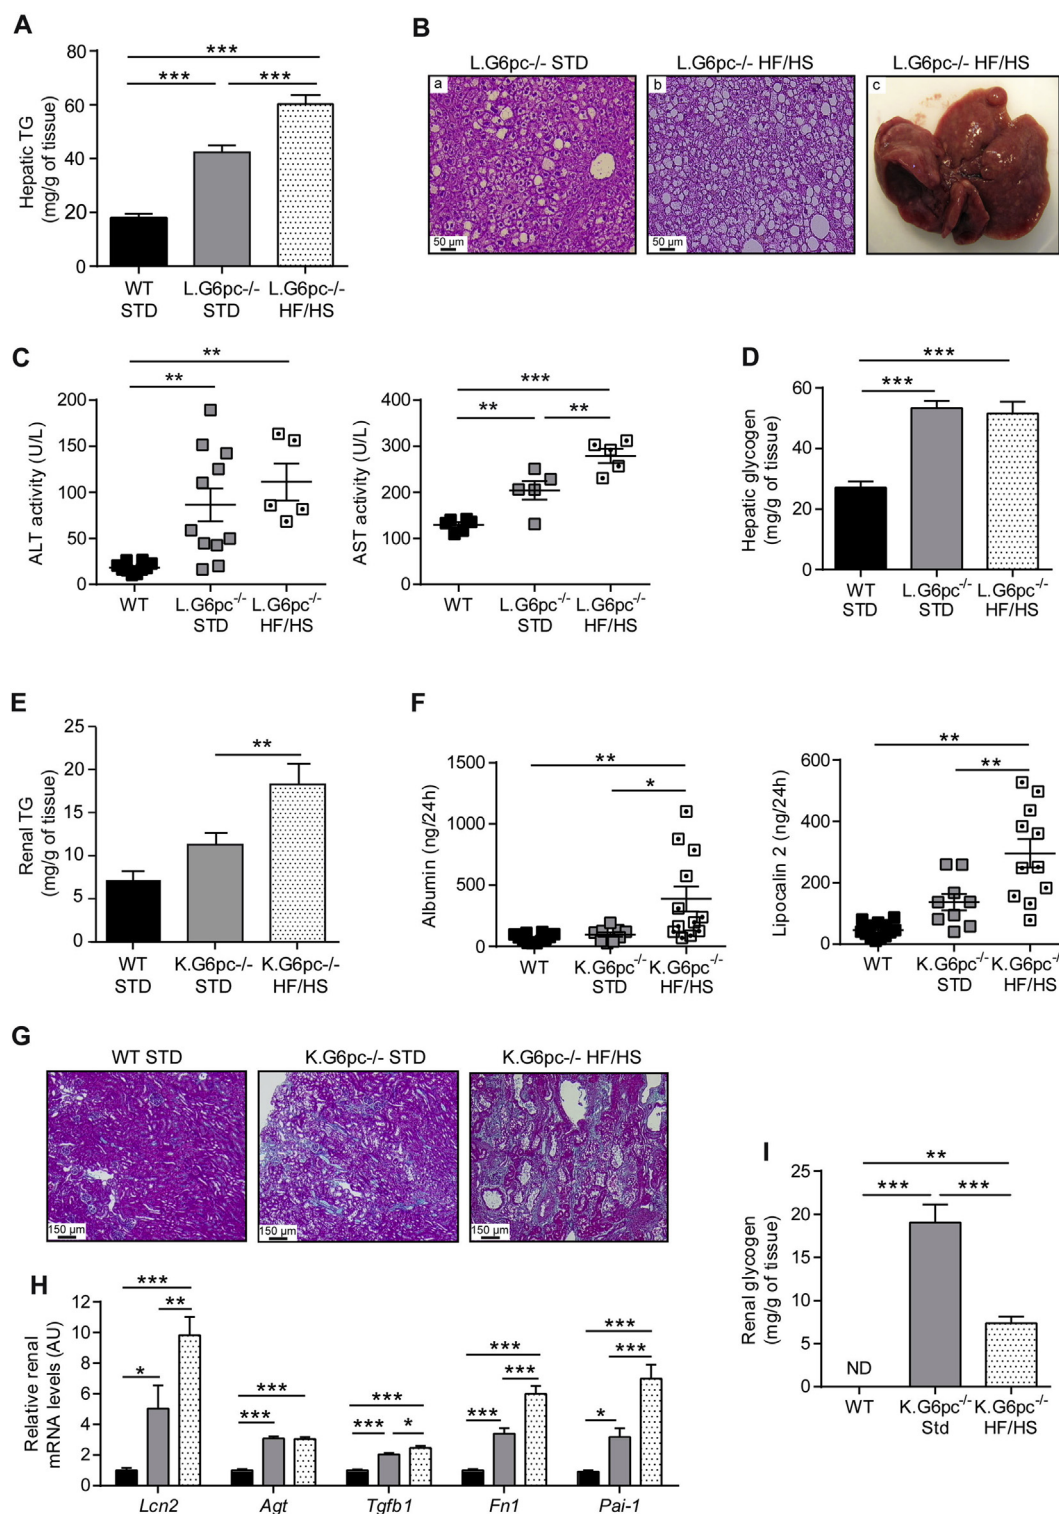 A
***
***
***
80
60
40
20
0
Hepatic TG
(mg/g of tissue)
WT
STD
L.G6pc-/-
STD
L.G6pc-/-
HF/HS
B
L.G6pc-/- STD
L.G6pc-/- HF/HS
L.G6pc-/- HF/HS
a
b
c
50 µm
50 µm
C
**
**
200
150
100
50
0
ALT activity (U/L)
WT
L.G6pc-/-
STD
L.G6pc-/-
HF/HS
***
**
**
400
300
200
100
0
AST activity (U/L)
WT
L.G6pc-/-
STD
L.G6pc-/-
HF/HS
D
***
***
60
40
20
0
Hepatic glycogen
(mg/g of tissue)
WT
STD
L.G6pc-/-
STD
L.G6pc-/-
HF/HS
E
**
25
20
15
10
5
0
Renal TG
(mg/g of tissue)
WT
STD
K.G6pc-/-
STD
K.G6pc-/-
HF/HS
F
**
*
1500
1000
500
0
Albumin (ng/24h)
WT
K.G6pc-/-
STD
K.G6pc-/-
HF/HS
**
**
600
400
200
0
Lipocalin 2 (ng/24h)
WT
K.G6pc-/-
STD
K.G6pc-/
HF/HS
G
WT STD
K.G6pc-/- STD
K.G6pc-/- HF/HS
150 µm
150 µm
150 µm
H
***
**
*
***
***
***
***
*
***
***
***
***
***
*
12
10
8
6
4
2
0
Relative renal
mRNA levels (AU)
Lcn2
Agt
Tgfb1
Fn1
Pai-1
I
**
***
***
25
20
15
10
5
0
Renal glycogen
(mg/g of tissue)
ND
WT
K.G6pc-/-
Std
K.G6pc-/-
HF/HS